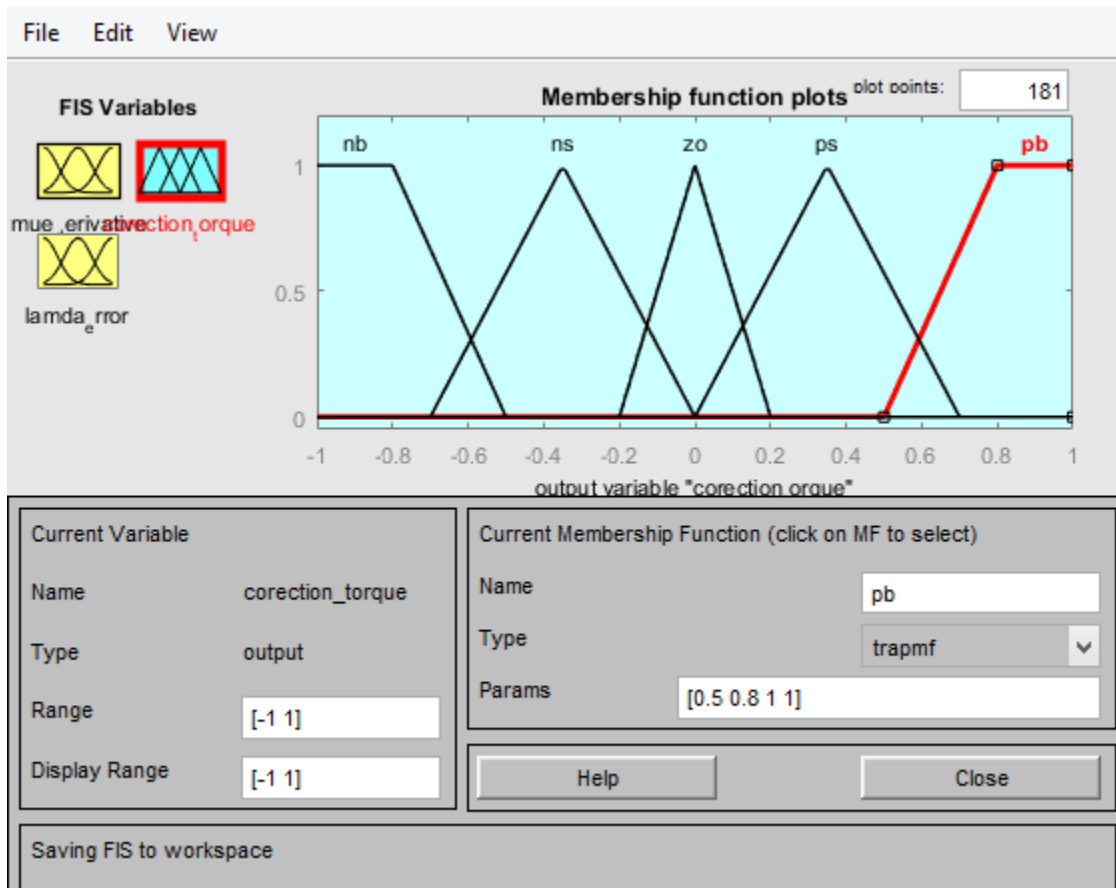 File Edit View
FIS Variables
Membership function plots plot points: 181
nb ns zo ps pb
1
0.5
0
mue corection_torque
lamda_error
-1 -0.8 -0.6 -0.4 -0.2 0 0.2 0.4 0.6 0.8 1
output variable "corection orque"
Current Variable
Name corection_torque
Type output
Range [-1 1]
Display Range [-1 1]
Current Membership Function (click on MF to select)
Name pb
Type trapmf
Params [0.5 0.8 1 1]
Help Close
Saving FIS to workspace